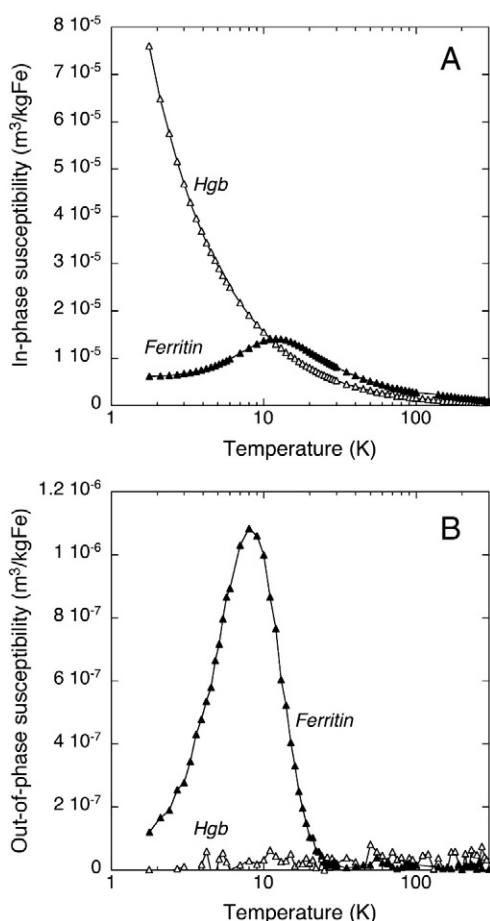 8 10-5
7 10-5
6 10-5
5 10-5
4 10-5
3 10-5
2 10-5
1 10-5
0
In-phase susceptibility (m3/kgFe)
A
Hgb
Ferritin
1 10 100
Temperature (K)
1.2 10-6
1 10-6
8 10-7
6 10-7
4 10-7
2 10-7
0
Out-of-phase susceptibility (m3/kgFe)
B
Ferritin
Hgb
1 10 100
Temperature (K)